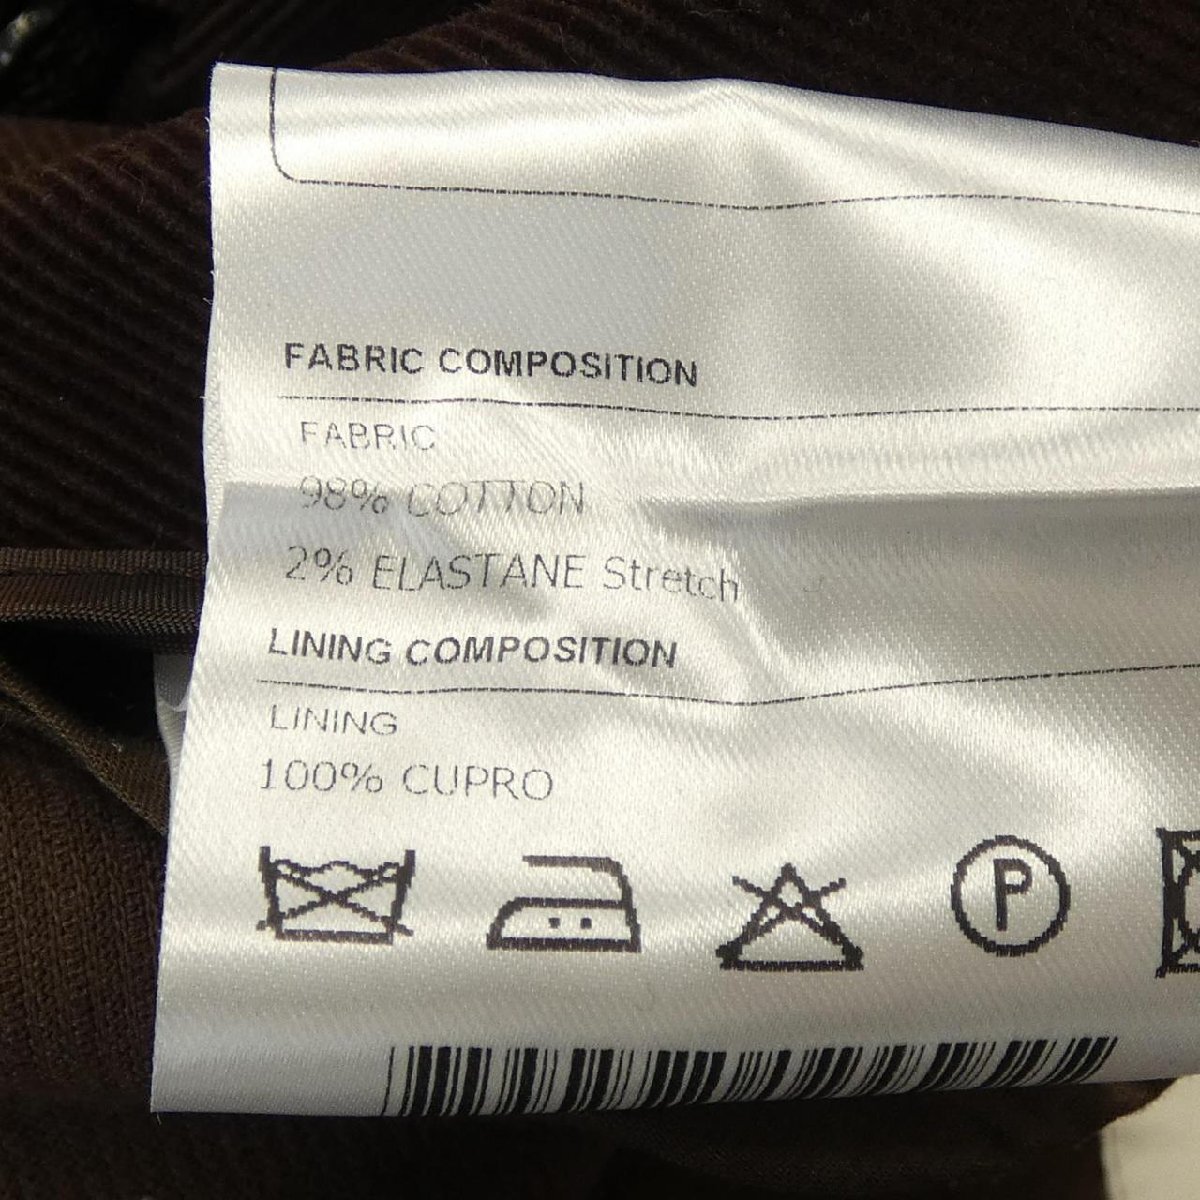 FABRIC COMPOSITION
FABRIC
98% COTTON
2% ELASTANE Stretch
LINING COMPOSITION
LINING
100% CUPRO
P